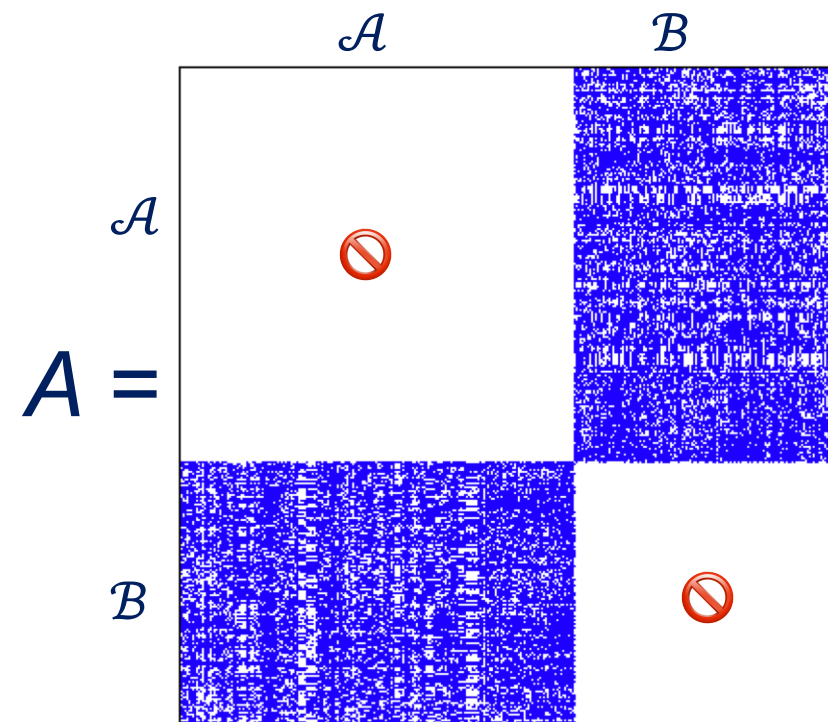 𝒜 ℬ
𝒜
A =
ℬ